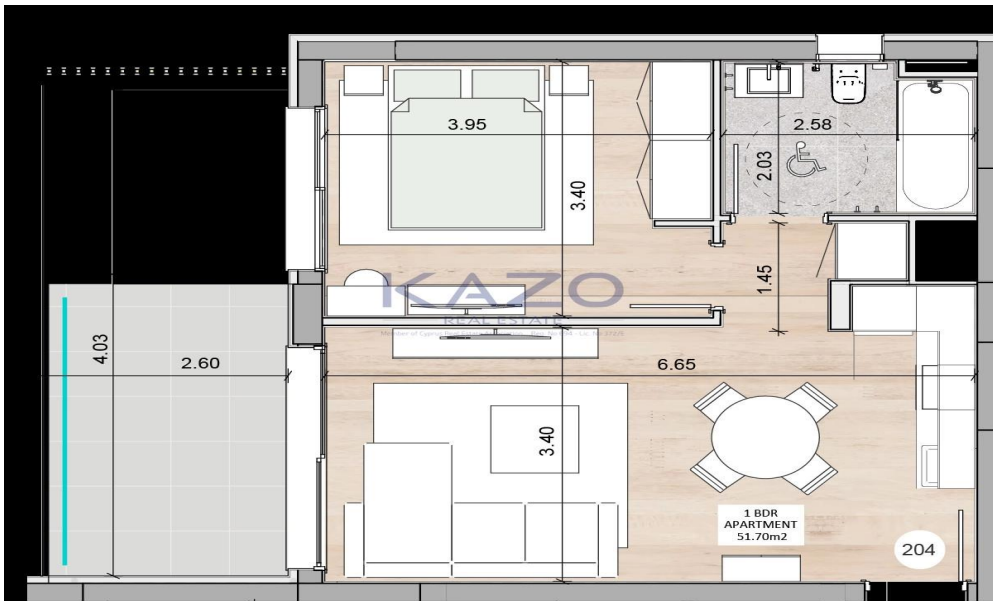 3.95
2.58
2.03
3.40
1.45
KAZO
REAL ESTATE
4.03
2.60
6.65
3.40
1 BDR
APARTMENT
51.70m2
204